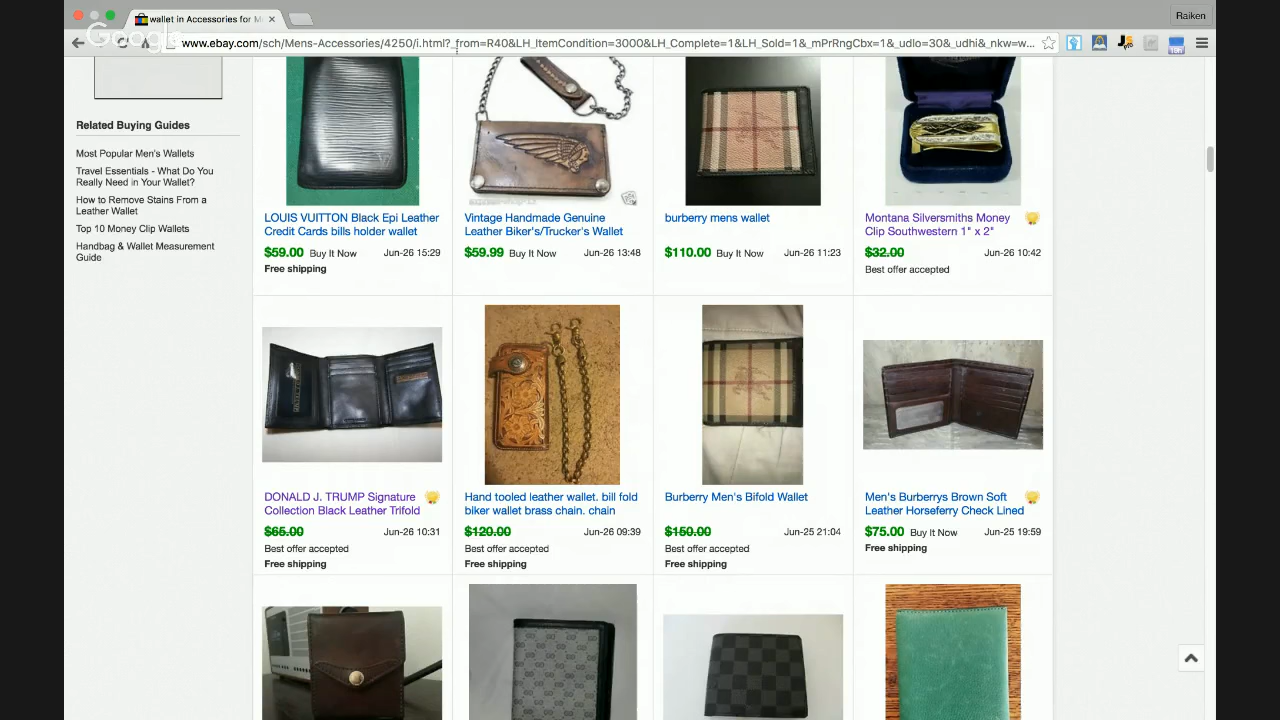 wallet in Accessories for M
Raiken
Google
www.ebay.com/sch/Mens-Accessories/4250/i.html?_from=R40&LH_ItemCondition=3000&LH_Complete=1&LH_Sold=1&_mPrRngCbx=1&_udlo=30&_udhi&_nkw=w...
Related Buying Guides
Most Popular Men's Wallets
Travel Essentials - What Do You
Really Need in Your Wallet?
How to Remove Stains From a
Leather Wallet
Top 10 Money Clip Wallets
Handbag & Wallet Measurement
Guide
LOUIS VUITTON Black Epi Leather
Credit Cards bills holder wallet
$59.00 Buy It Now Jun-26 15:29
Free shipping
Vintage Handmade Genuine
Leather Biker's/Trucker's Wallet
$59.99 Buy It Now Jun-26 13:48
burberry mens wallet
$110.00 Buy It Now Jun-26 11:23
Montana Silversmiths Money
Clip Southwestern 1" x 2"
$32.00 Jun-26 10:42
Best offer accepted
DONALD J. TRUMP Signature
Collection Black Leather Trifold
$65.00 Jun-26 10:31
Best offer accepted
Free shipping
Hand tooled leather wallet. bill fold
biker wallet brass chain. chain
$120.00 Jun-26 09:39
Best offer accepted
Free shipping
Burberry Men's Bifold Wallet
$150.00 Jun-25 21:04
Best offer accepted
Free shipping
Men's Burberrys Brown Soft
Leather Horseferry Check Lined
$75.00 Buy It Now Jun-25 19:59
Free shipping